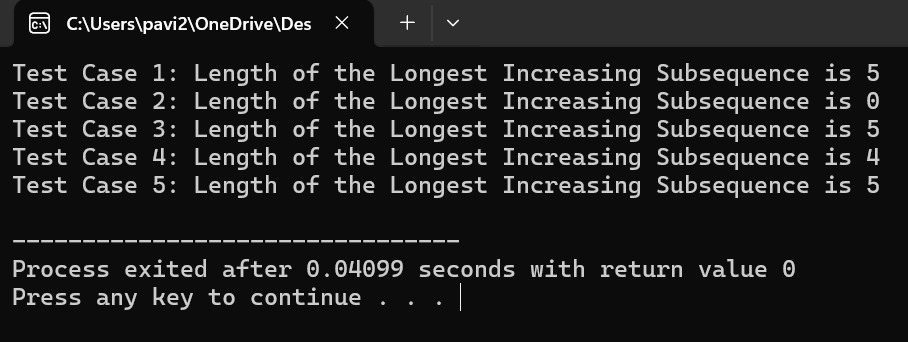 C:\Users\pavi2\OneDrive\Des
Test Case 1: Length of the Longest Increasing Subsequence is 5
Test Case 2: Length of the Longest Increasing Subsequence is 0
Test Case 3: Length of the Longest Increasing Subsequence is 5
Test Case 4: Length of the Longest Increasing Subsequence is 4
Test Case 5: Length of the Longest Increasing Subsequence is 5
--------------------------------
Process exited after 0.04099 seconds with return value 0
Press any key to continue . . .